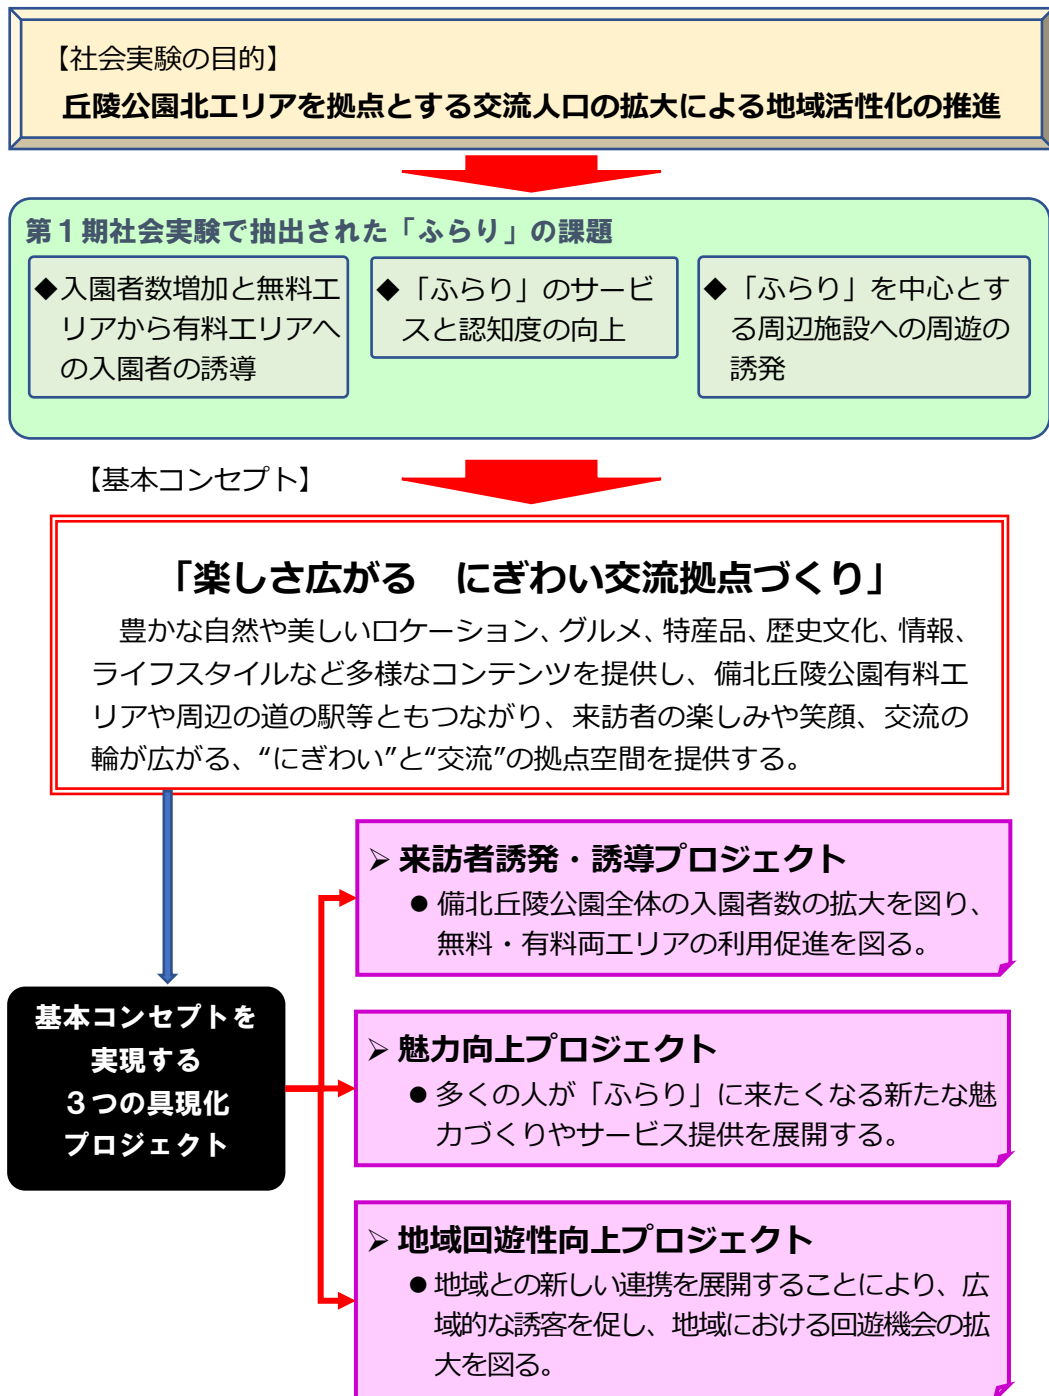 【社会実験の目的】
丘陵公園北エリアを拠点とする交流人口の拡大による地域活性化の推進
第１期社会実験で抽出された「ふらり」の課題
◆入園者数増加と無料エ
リアから有料エリアへ
の入園者の誘導
◆「ふらり」のサービ
スと認知度の向上
◆「ふらり」を中心とす
る周辺施設への周遊の
誘発
【基本コンセプト】
「楽しさ広がる　にぎわい交流拠点づくり」
豊かな自然や美しいロケーション、グルメ、特産品、歴史文化、情報、
ライフスタイルなど多様なコンテンツを提供し、備北丘陵公園有料エ
リアや周辺の道の駅等ともつながり、来訪者の楽しみや笑顔、交流の
輪が広がる、“にぎわい”と“交流”の拠点空間を提供する。
基本コンセプトを
実現する
３つの具現化
プロジェクト
➢ 来訪者誘発・誘導プロジェクト
● 備北丘陵公園全体の入園者数の拡大を図り、
無料・有料両エリアの利用促進を図る。
➢ 魅力向上プロジェクト
● 多くの人が「ふらり」に来たくなる新たな魅
力づくりやサービス提供を展開する。
➢ 地域回遊性向上プロジェクト
● 地域との新しい連携を展開することにより、広
域的な誘客を促し、地域における回遊機会の拡
大を図る。